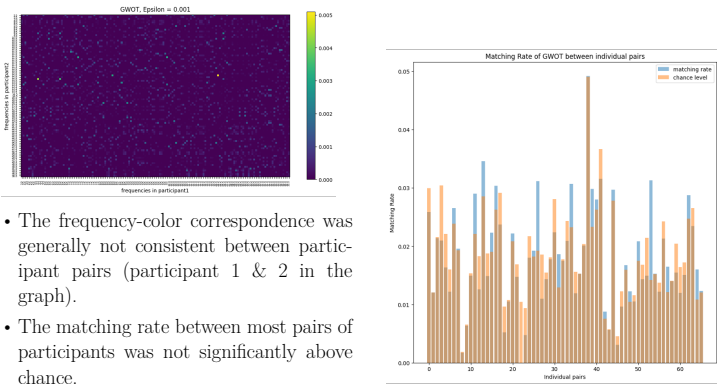 GWOT, Epsilon = 0.001
frequencies in participant2
0.005
0.004
0.003
0.002
0.001
0.000
frequencies in participant1
• The frequency-color correspondence was
generally not consistent between partic-
ipant pairs (participant 1 & 2 in the
graph).
• The matching rate between most pairs of
participants was not significantly above
chance.
Matching Rate of GWOT between individual pairs
matching rate
chance level
Matching Rate
0.05
0.04
0.03
0.02
0.01
0.00
0 10 20 30 40 50 60
Individual pairs